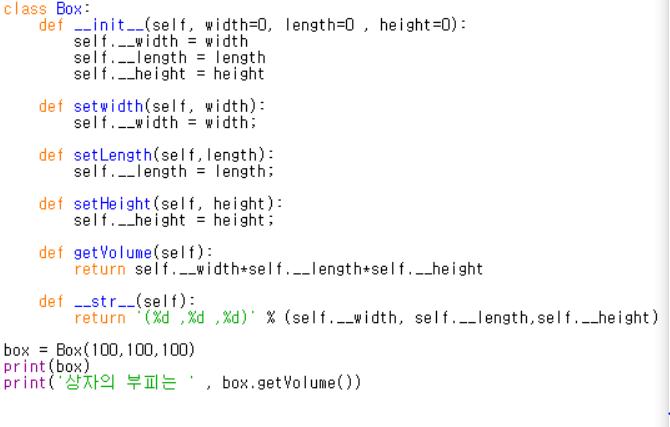 class Box:
    def __init__(self, width=0, length=0 , height=0):
        self.__width = width
        self.__length = length
        self.__height = height

    def setwidth(self, width):
        self.__width = width;

    def setLength(self,length):
        self.__length = length;

    def setHeight(self, height):
        self.__height = height;

    def getVolume(self):
        return self.__width*self.__length*self.__height

    def __str__(self):
        return '(%d ,%d ,%d)' % (self.__width, self.__length,self.__height)

box = Box(100,100,100)
print(box)
print('상자의 부피는 ' , box.getVolume())